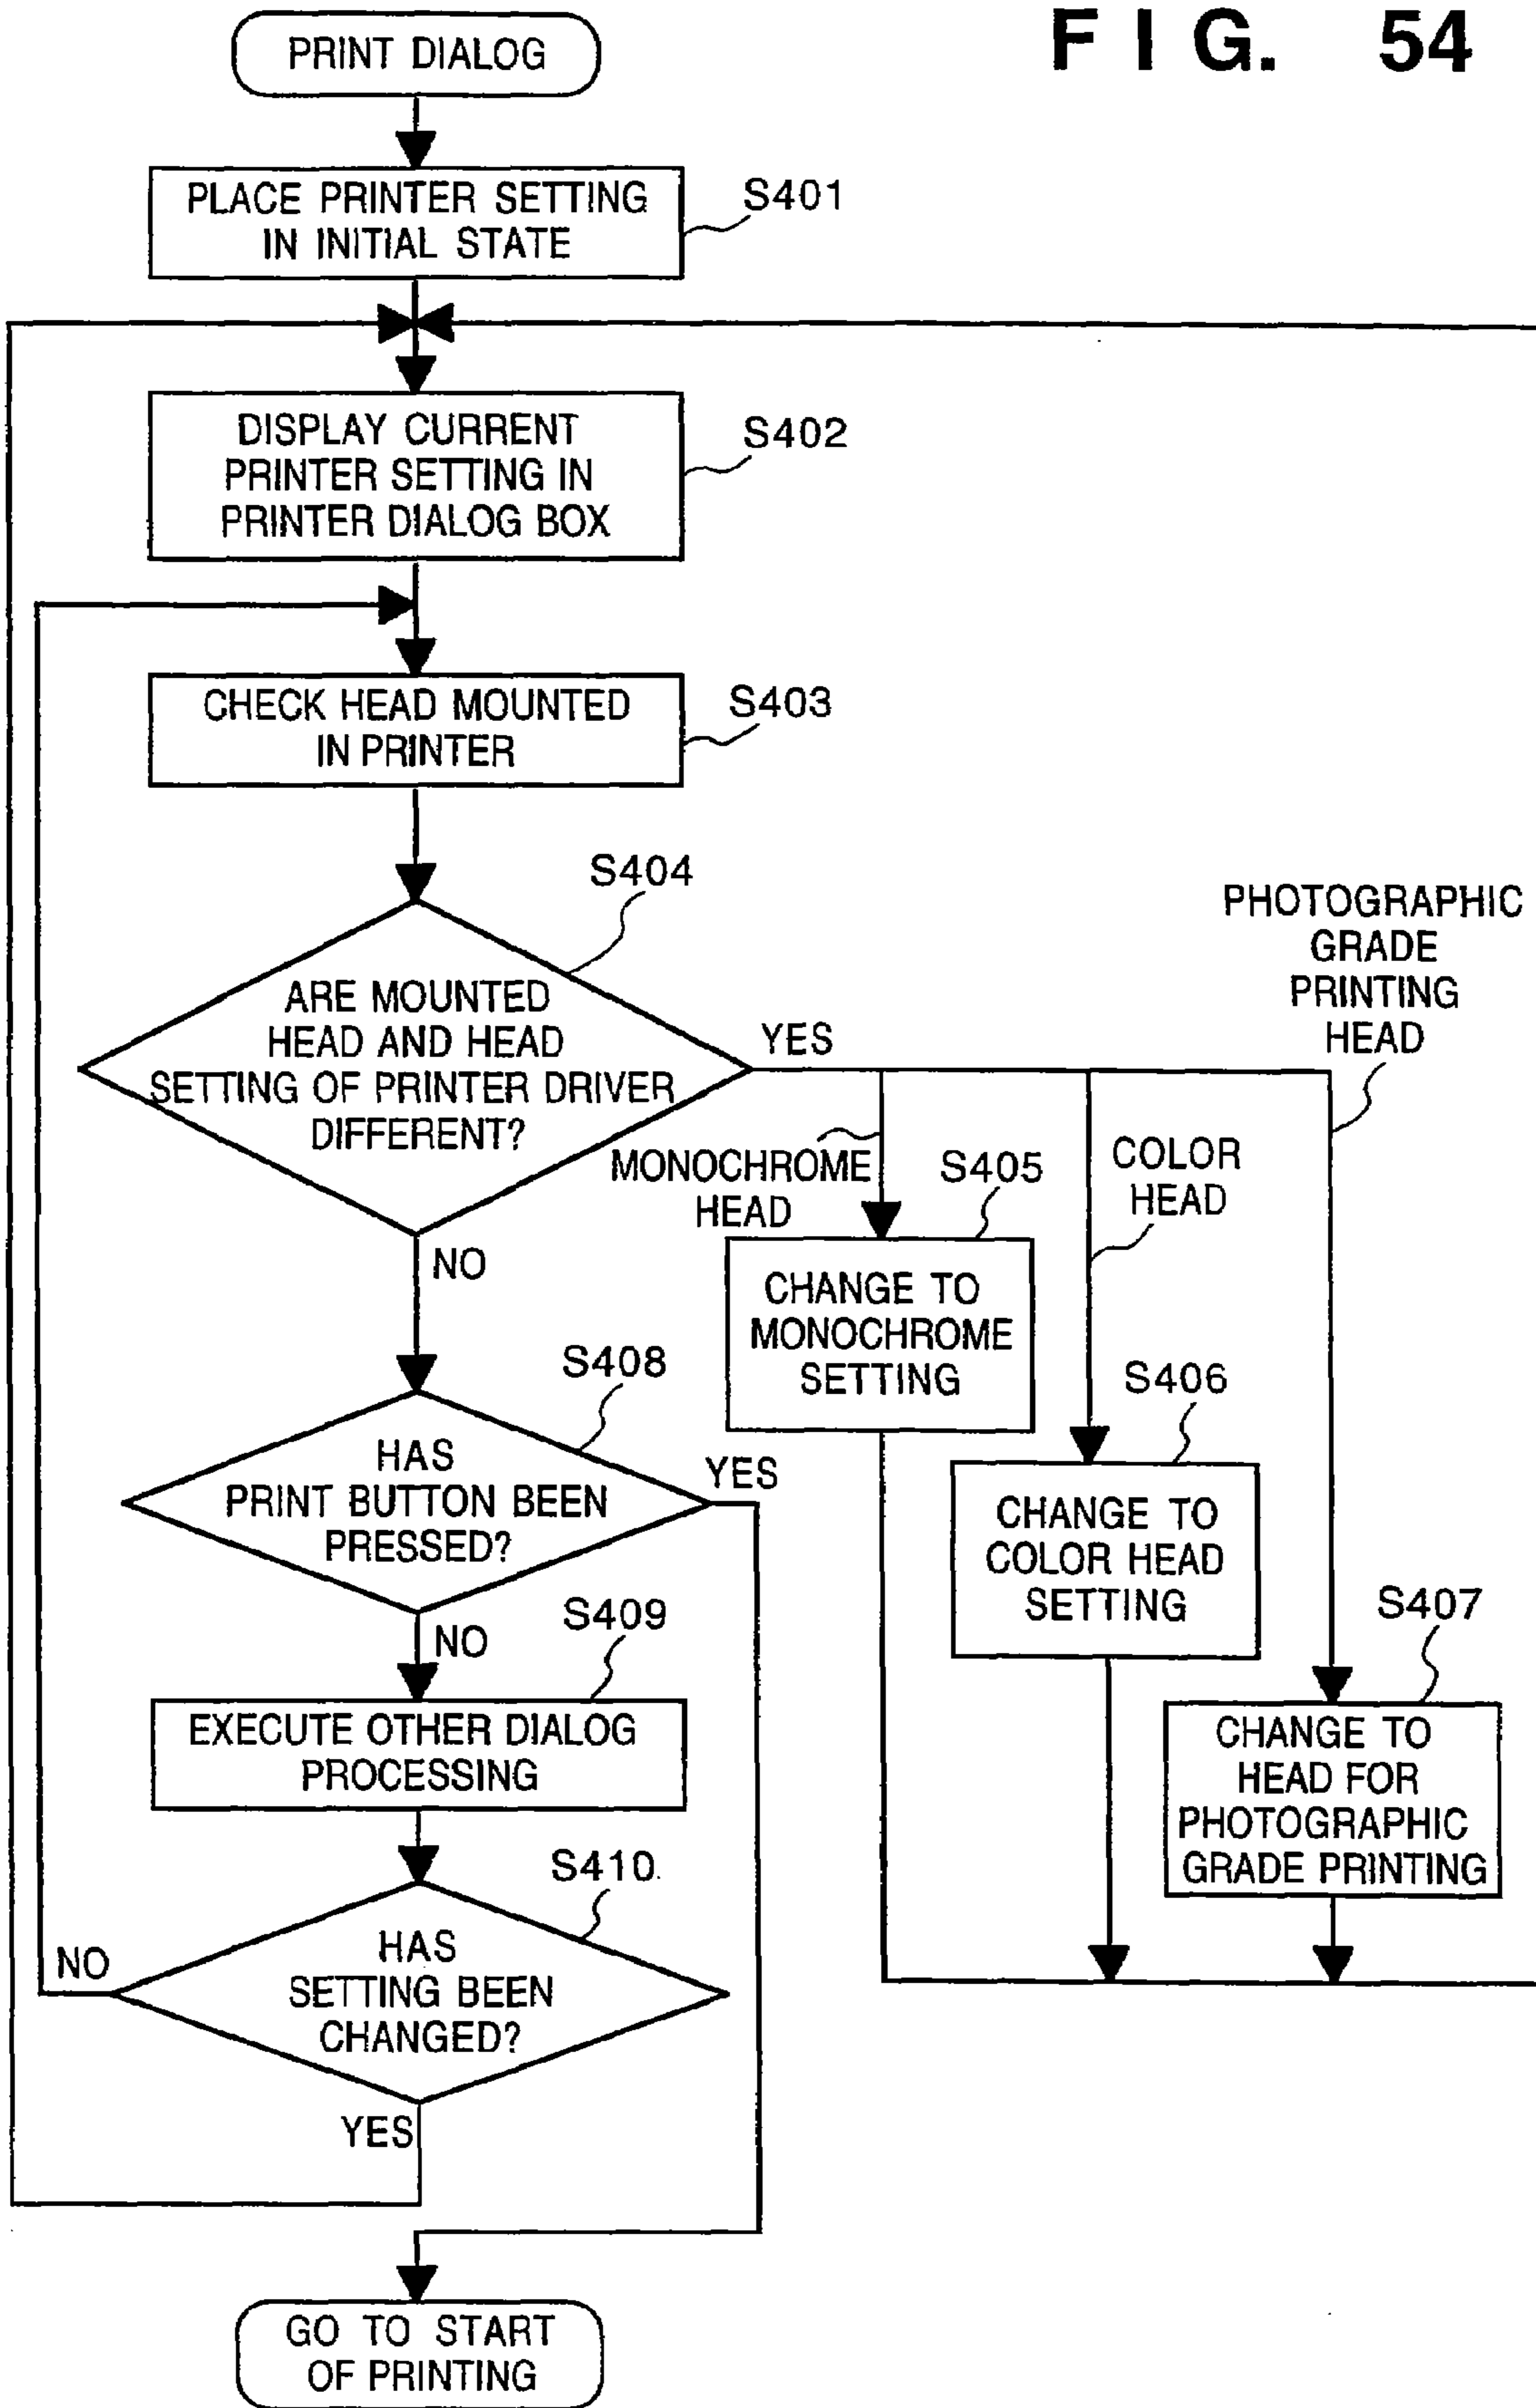 FIG. 54
PRINT DIALOG
PLACE PRINTER SETTING
IN INITIAL STATE
S401
DISPLAY CURRENT
PRINTER SETTING IN
PRINTER DIALOG BOX
S402
CHECK HEAD MOUNTED
IN PRINTER
S403
S404
ARE MOUNTED
HEAD AND HEAD
SETTING OF PRINTER DRIVER
DIFFERENT?
YES
NO
MONOCHROME
HEAD
S405
CHANGE TO
MONOCHROME
SETTING
COLOR
HEAD
S406
CHANGE TO
COLOR HEAD
SETTING
PHOTOGRAPHIC
GRADE
PRINTING
HEAD
S407
CHANGE TO
HEAD FOR
PHOTOGRAPHIC
GRADE PRINTING
S408
HAS
PRINT BUTTON BEEN
PRESSED?
YES
NO
S409
EXECUTE OTHER DIALOG
PROCESSING
S410
HAS
SETTING BEEN
CHANGED?
NO
YES
GO TO START
OF PRINTING